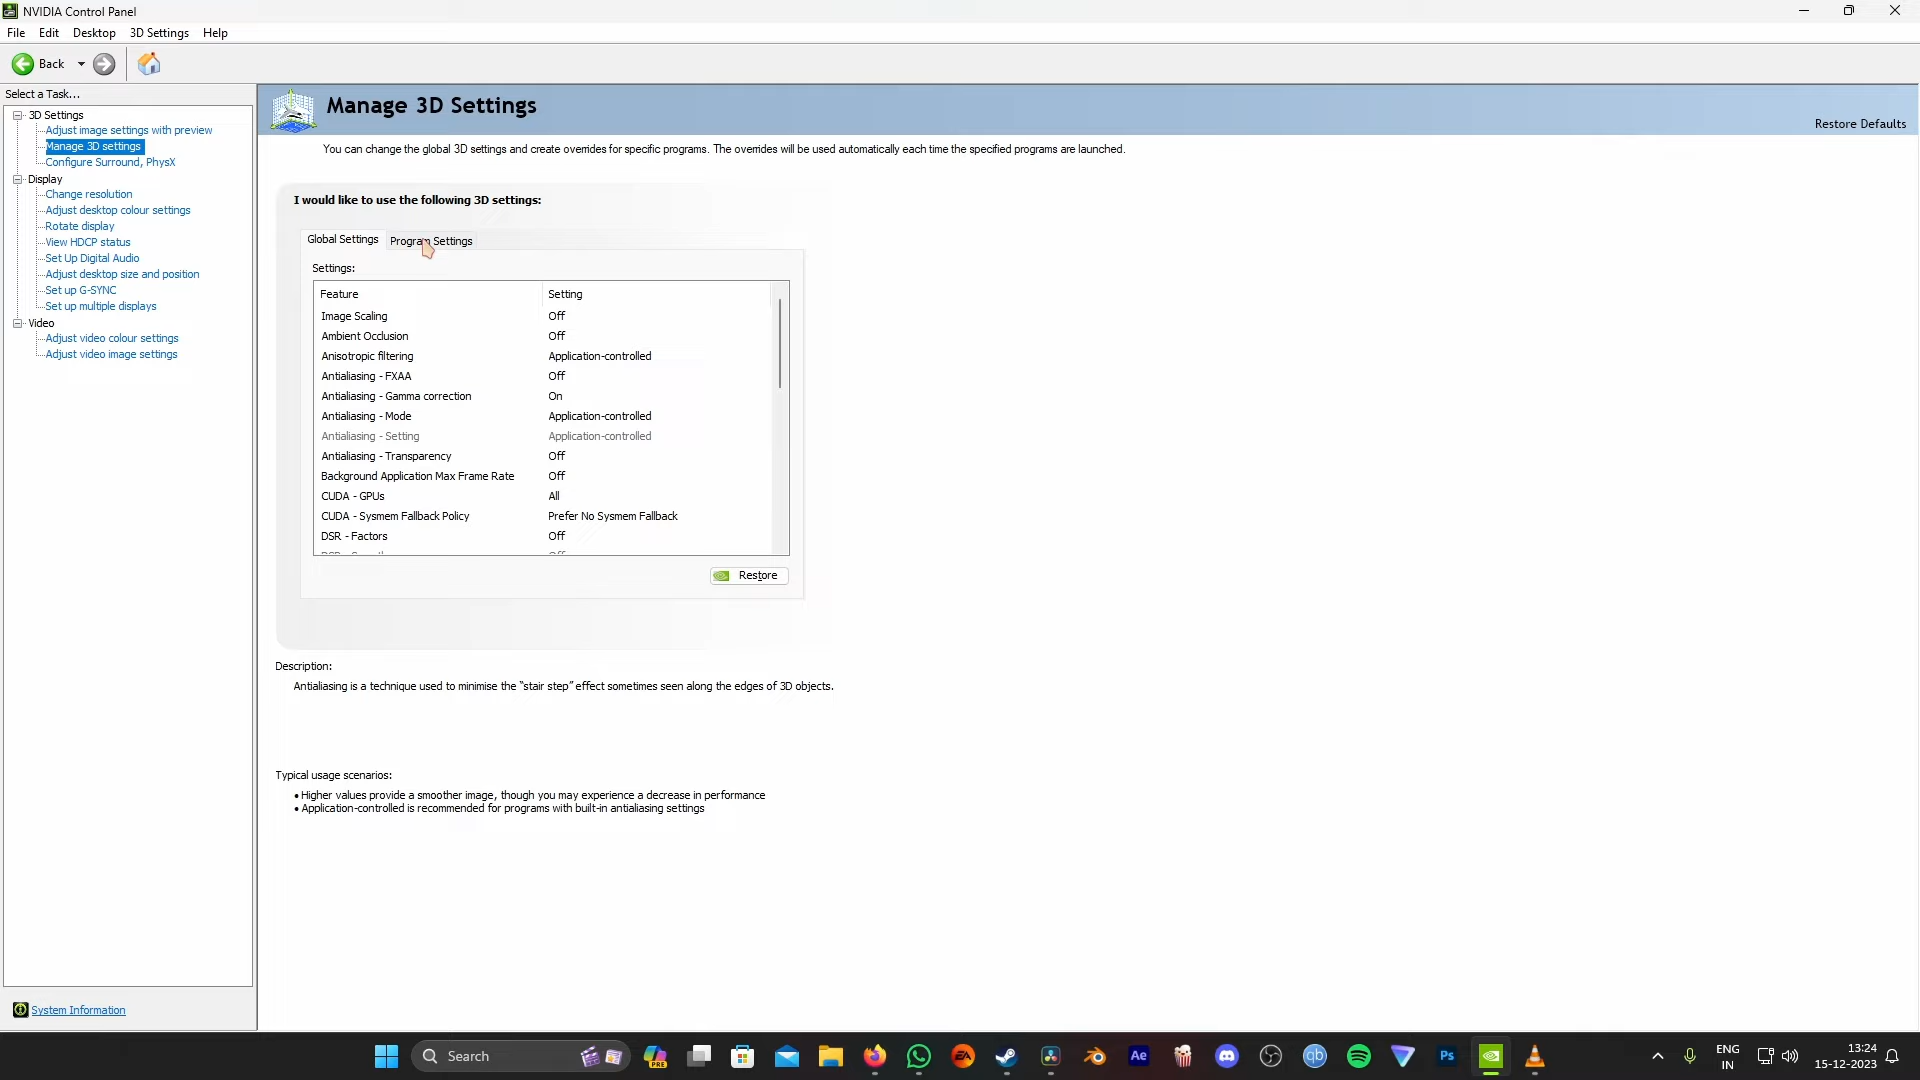 NVIDIA Control Panel
File Edit Desktop 3D Settings Help
Back
Select a Task...
3D Settings
Adjust image settings with preview
Manage 3D settings
Configure Surround, PhysX
Display
Change resolution
Adjust desktop colour settings
Rotate display
View HDCP status
Set Up Digital Audio
Adjust desktop size and position
Set up G-SYNC
Set up multiple displays
Video
Adjust video colour settings
Adjust video image settings
System Information
Manage 3D Settings
Restore Defaults
You can change the global 3D settings and create overrides for specific programs. The overrides will be used automatically each time the specified programs are launched.
I would like to use the following 3D settings:
Global Settings Program Settings
Settings:
Feature Setting
Image Scaling Off
Ambient Occlusion Off
Anisotropic filtering Application-controlled
Antialiasing - FXAA Off
Antialiasing - Gamma correction On
Antialiasing - Mode Application-controlled
Antialiasing - Setting Application-controlled
Antialiasing - Transparency Off
Background Application Max Frame Rate Off
CUDA - GPUs All
CUDA - Sysmem Fallback Policy Prefer No Sysmem Fallback
DSR - Factors Off
Restore
Description:
Antialiasing is a technique used to minimise the "stair step" effect sometimes seen along the edges of 3D objects.
Typical usage scenarios:
• Higher values provide a smoother image, though you may experience a decrease in performance
• Application-controlled is recommended for programs with built-in antialiasing settings
Search
PRE
EA
Ae
qb
Ps
ENG
IN
13:24
15-12-2023